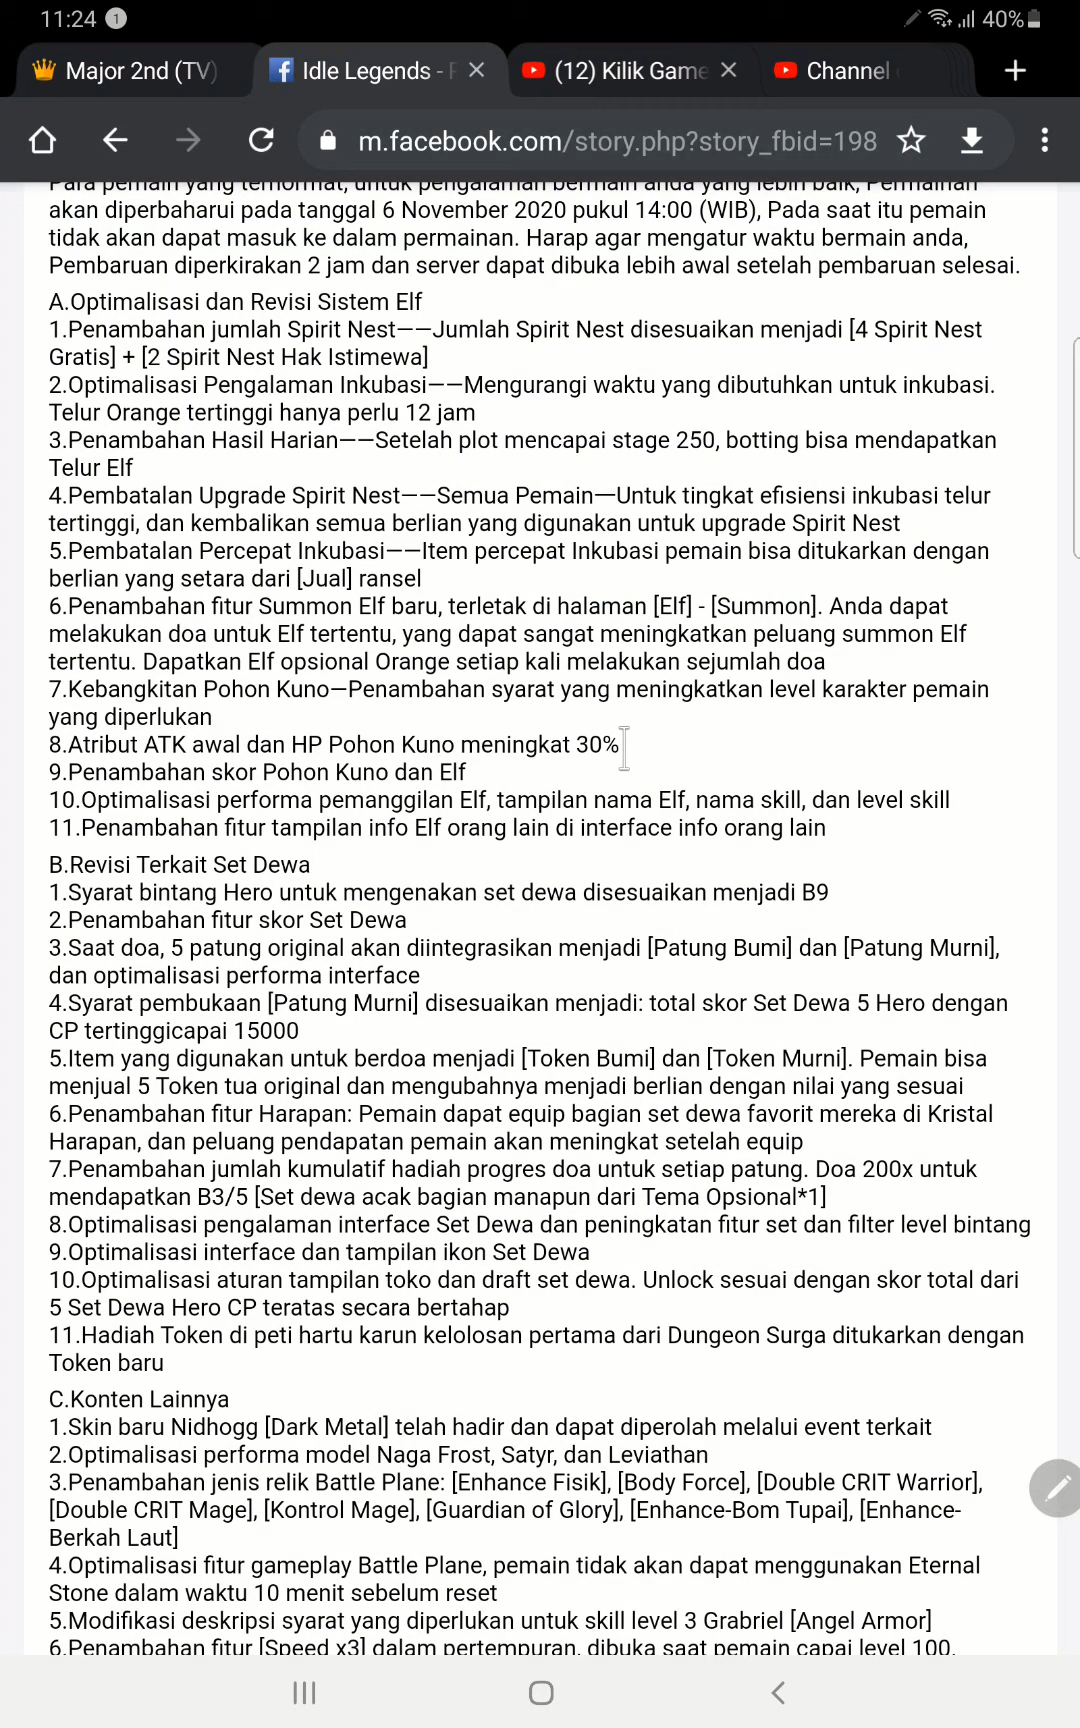 11:24 1 40%
Major 2nd (TV) Idle Legends - F (12) Kilik Game Channel
m.facebook.com/story.php?story_fbid=198
Para pemain yang terhormat, untuk pengalaman bermain anda yang lebih baik, Permainan
akan diperbaharui pada tanggal 6 November 2020 pukul 14:00 (WIB), Pada saat itu pemain
tidak akan dapat masuk ke dalam permainan. Harap agar mengatur waktu bermain anda,
Pembaruan diperkirakan 2 jam dan server dapat dibuka lebih awal setelah pembaruan selesai.
A.Optimalisasi dan Revisi Sistem Elf
1.Penambahan jumlah Spirit Nest——Jumlah Spirit Nest disesuaikan menjadi [4 Spirit Nest
Gratis] + [2 Spirit Nest Hak Istimewa]
2.Optimalisasi Pengalaman Inkubasi——Mengurangi waktu yang dibutuhkan untuk inkubasi.
Telur Orange tertinggi hanya perlu 12 jam
3.Penambahan Hasil Harian——Setelah plot mencapai stage 250, botting bisa mendapatkan
Telur Elf
4.Pembatalan Upgrade Spirit Nest——Semua Pemain—Untuk tingkat efisiensi inkubasi telur
tertinggi, dan kembalikan semua berlian yang digunakan untuk upgrade Spirit Nest
5.Pembatalan Percepat Inkubasi——Item percepat Inkubasi pemain bisa ditukarkan dengan
berlian yang setara dari [Jual] ransel
6.Penambahan fitur Summon Elf baru, terletak di halaman [Elf] - [Summon]. Anda dapat
melakukan doa untuk Elf tertentu, yang dapat sangat meningkatkan peluang summon Elf
tertentu. Dapatkan Elf opsional Orange setiap kali melakukan sejumlah doa
7.Kebangkitan Pohon Kuno—Penambahan syarat yang meningkatkan level karakter pemain
yang diperlukan
8.Atribut ATK awal dan HP Pohon Kuno meningkat 30%
9.Penambahan skor Pohon Kuno dan Elf
10.Optimalisasi performa pemanggilan Elf, tampilan nama Elf, nama skill, dan level skill
11.Penambahan fitur tampilan info Elf orang lain di interface info orang lain
B.Revisi Terkait Set Dewa
1.Syarat bintang Hero untuk mengenakan set dewa disesuaikan menjadi B9
2.Penambahan fitur skor Set Dewa
3.Saat doa, 5 patung original akan diintegrasikan menjadi [Patung Bumi] dan [Patung Murni],
dan optimalisasi performa interface
4.Syarat pembukaan [Patung Murni] disesuaikan menjadi: total skor Set Dewa 5 Hero dengan
CP tertinggicapai 15000
5.Item yang digunakan untuk berdoa menjadi [Token Bumi] dan [Token Murni]. Pemain bisa
menjual 5 Token tua original dan mengubahnya menjadi berlian dengan nilai yang sesuai
6.Penambahan fitur Harapan: Pemain dapat equip bagian set dewa favorit mereka di Kristal
Harapan, dan peluang pendapatan pemain akan meningkat setelah equip
7.Penambahan jumlah kumulatif hadiah progres doa untuk setiap patung. Doa 200x untuk
mendapatkan B3/5 [Set dewa acak bagian manapun dari Tema Opsional*1]
8.Optimalisasi pengalaman interface Set Dewa dan peningkatan fitur set dan filter level bintang
9.Optimalisasi interface dan tampilan ikon Set Dewa
10.Optimalisasi aturan tampilan toko dan draft set dewa. Unlock sesuai dengan skor total dari
5 Set Dewa Hero CP teratas secara bertahap
11.Hadiah Token di peti hartu karun kelolosan pertama dari Dungeon Surga ditukarkan dengan
Token baru
C.Konten Lainnya
1.Skin baru Nidhogg [Dark Metal] telah hadir dan dapat diperolah melalui event terkait
2.Optimalisasi performa model Naga Frost, Satyr, dan Leviathan
3.Penambahan jenis relik Battle Plane: [Enhance Fisik], [Body Force], [Double CRIT Warrior],
[Double CRIT Mage], [Kontrol Mage], [Guardian of Glory], [Enhance-Bom Tupai], [Enhance-
Berkah Laut]
4.Optimalisasi fitur gameplay Battle Plane, pemain tidak akan dapat menggunakan Eternal
Stone dalam waktu 10 menit sebelum reset
5.Modifikasi deskripsi syarat yang diperlukan untuk skill level 3 Grabriel [Angel Armor]
6.Penambahan fitur [Speed x3] dalam pertempuran, dibuka saat pemain capai level 100.